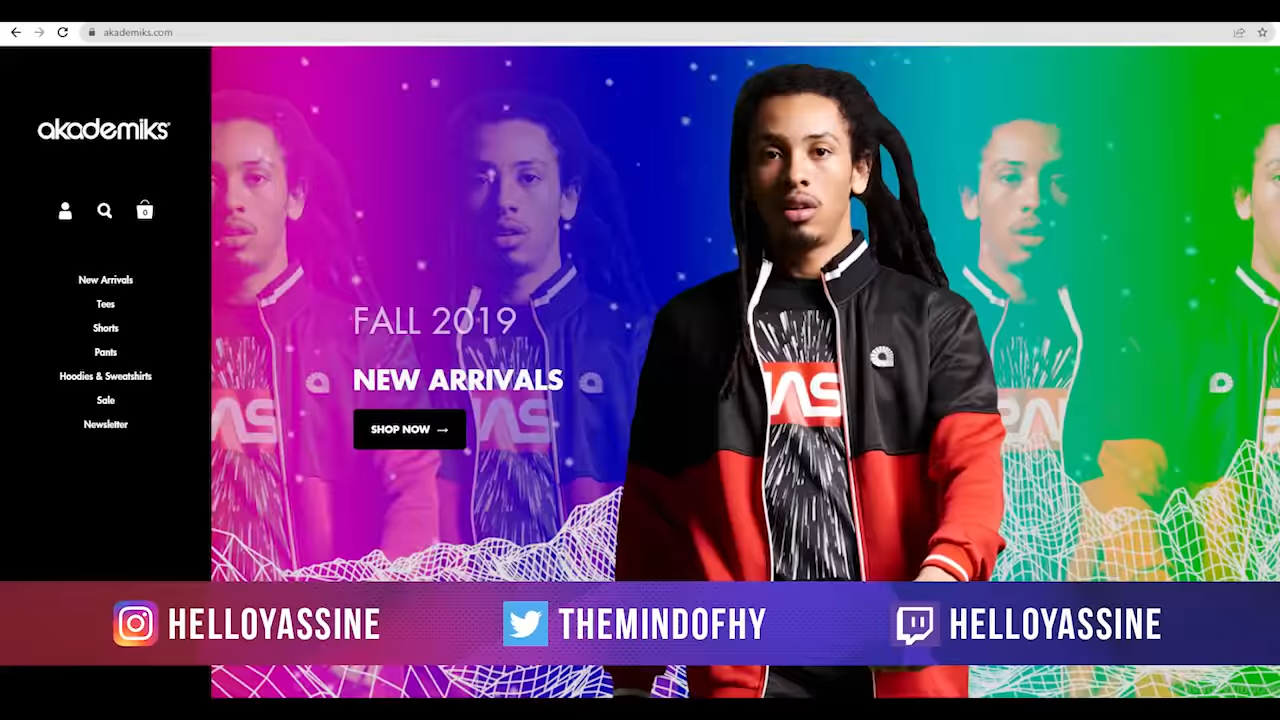 akademiks.com
akademiks
0
New Arrivals
Tees
Shorts
Pants
Hoodies & Sweatshirts
Sale
Newsletter
FALL 2019
NEW ARRIVALS
SHOP NOW →
HELLOYASSINE
THEMINDOFHY
HELLOYASSINE